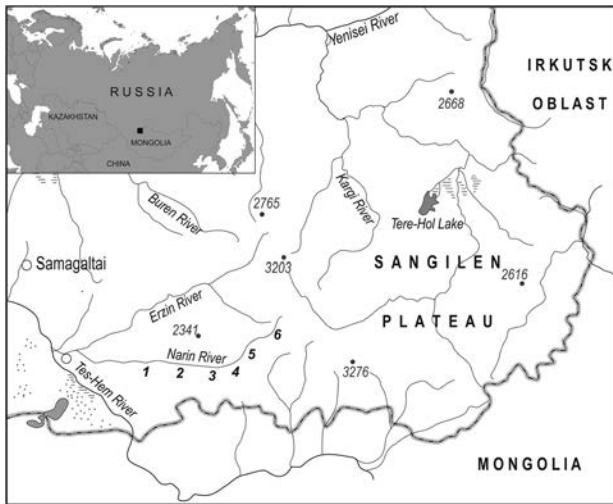 Yenisei River
IRKUTSK
OBLAST
RUSSIA
KAZAKHSTAN
MONGOLIA
CHINA
2668
Buren River
2765
Kargi River
Tere-Hol Lake
Samagaltai
3203
SANGILEN
2616
Erzin River
2341
PLATEAU
6
Narin River
5
1 2 3 4
3276
Tes-Hem River
MONGOLIA